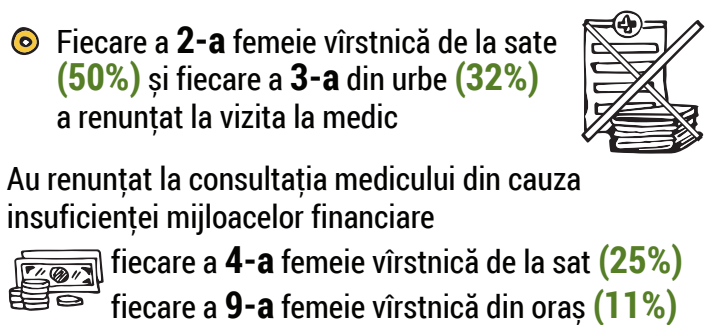 Fiecare a 2-a femeie vîrstnică de la sate
(50%) și fiecare a 3-a din urbe (32%)
a renunțat la vizita la medic
Au renunțat la consultația medicului din cauza
insuficienței mijloacelor financiare
fiecare a 4-a femeie vîrstnică de la sat (25%)
fiecare a 9-a femeie vîrstnică din oraș (11%)